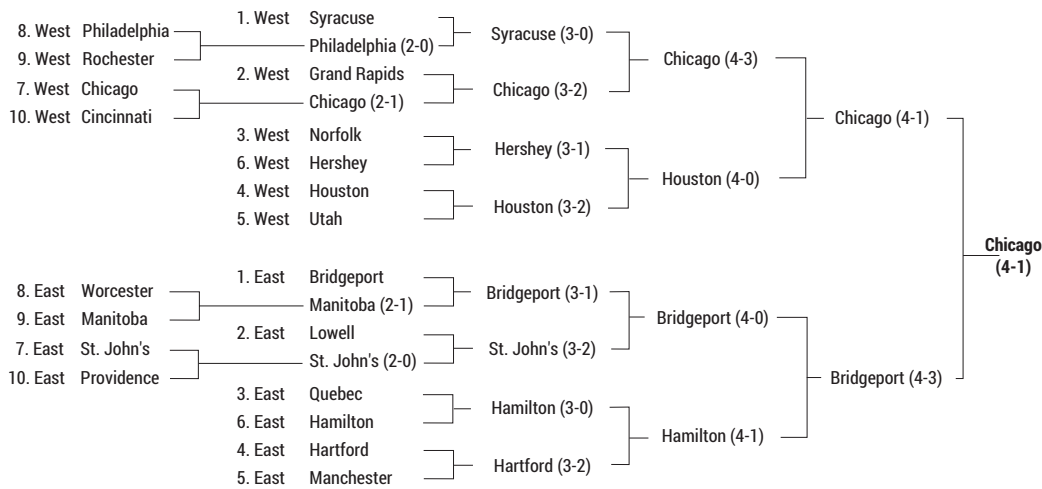 8. West Philadelphia
9. West Rochester
7. West Chicago
10. West Cincinnati
1. West Syracuse
Philadelphia (2-0)
2. West Grand Rapids
Chicago (2-1)
3. West Norfolk
6. West Hershey
4. West Houston
5. West Utah
Syracuse (3-0)
Chicago (3-2)
Hershey (3-1)
Houston (3-2)
Chicago (4-3)
Houston (4-0)
Chicago (4-1)
8. East Worcester
9. East Manitoba
7. East St. John's
10. East Providence
1. East Bridgeport
Manitoba (2-1)
2. East Lowell
St. John's (2-0)
3. East Quebec
6. East Hamilton
4. East Hartford
5. East Manchester
Bridgeport (3-1)
St. John's (3-2)
Hamilton (3-0)
Hartford (3-2)
Bridgeport (4-0)
Hamilton (4-1)
Bridgeport (4-3)
Chicago
(4-1)